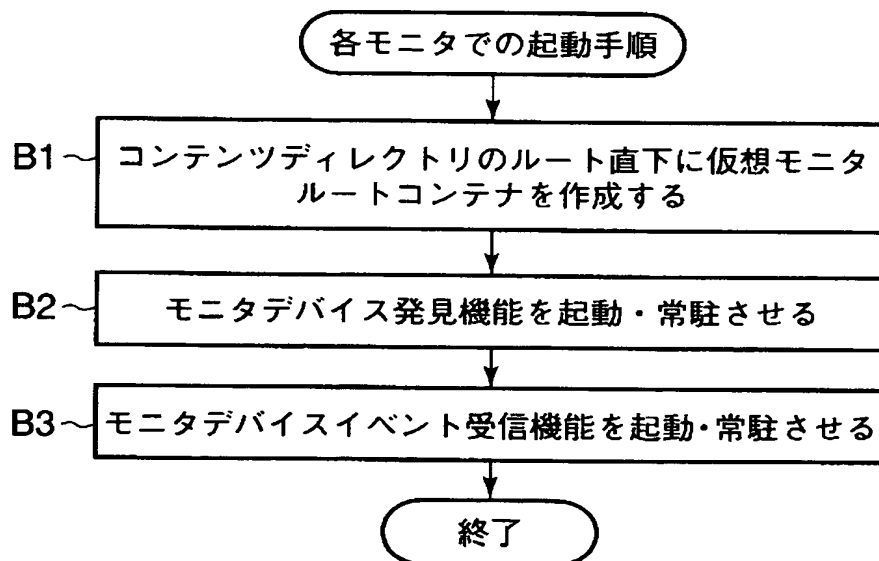 各モニタでの起動手順
B1 コンテンツディレクトリのルート直下に仮想モニタ
ルートコンテナを作成する
B2 モニタデバイス発見機能を起動・常駐させる
B3 モニタデバイスイベント受信機能を起動・常駐させる
終了